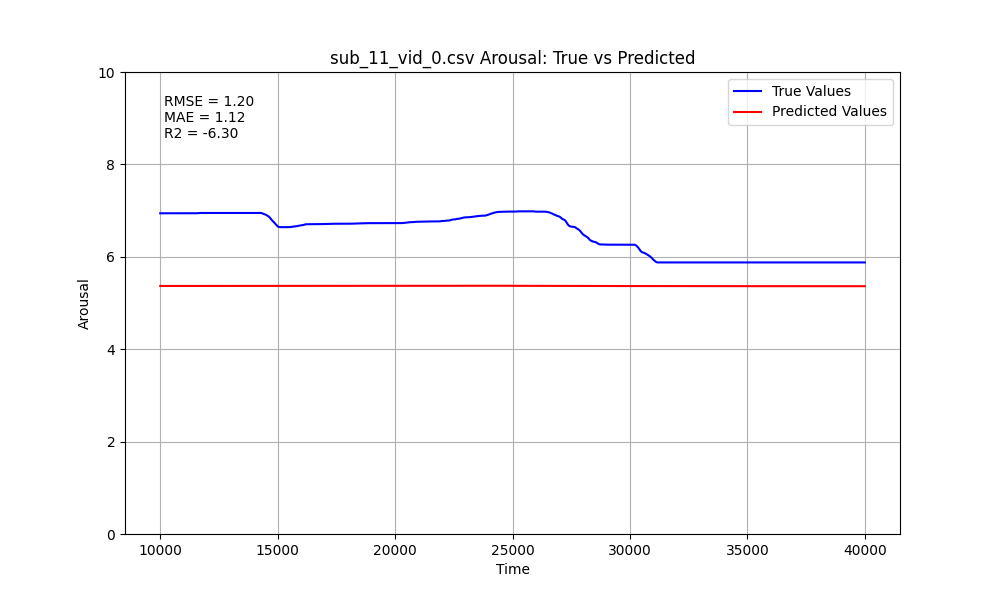 sub_11_vid_0.csv Arousal: True vs Predicted
RMSE = 1.20
MAE = 1.12
R2 = -6.30
True Values
Predicted Values
10
8
6
4
2
0
Arousal
10000 15000 20000 25000 30000 35000 40000
Time